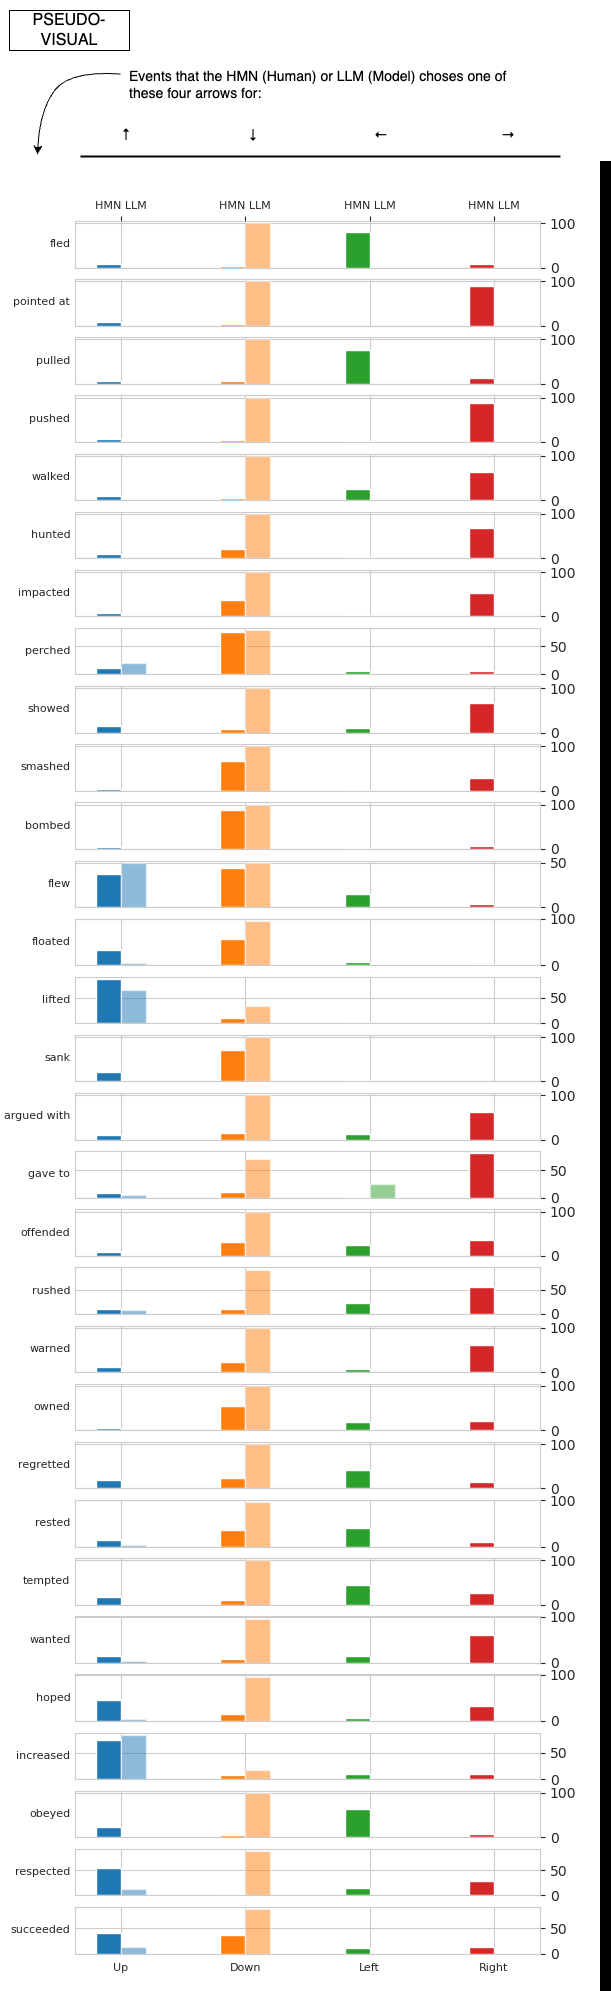 PSEUDO-
VISUAL
Events that the HMN (Human) or LLM (Model) choses one of
these four arrows for:
↑ ↓ ← →
HMN LLM HMN LLM HMN LLM HMN LLM
fled 100 0
pointed at 100 0
pulled 100 0
pushed 100 0
walked 100 0
hunted 100 0
impacted 100 0
perched 50 0
showed 100 0
smashed 100 0
bombed 100 0
flew 50 0
floated 100 0
lifted 50 0
sank 100 0
argued with 100 0
gave to 50 0
offended 100 0
rushed 50 0
warned 100 0
owned 100 0
regretted 100 0
rested 100 0
tempted 100 0
wanted 100 0
hoped 100 0
increased 50 0
obeyed 100 0
respected 50 0
succeeded 50 0
Up Down Left Right